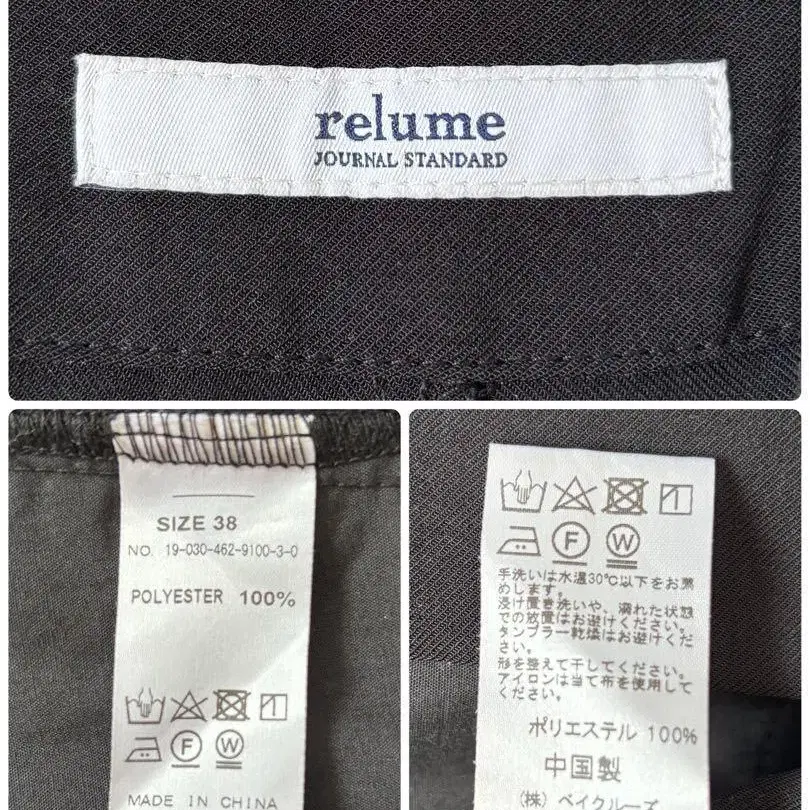 relume
JOURNAL STANDARD
SIZE 38
NO. 19-030-462-9100-3-0
POLYESTER 100%
F
W
MADE IN CHINA
F
W
手洗いは水温30℃以下をお薦
めします。
浸け置き洗いや、濡れた状態
での放置はお避けください。
タンブラー乾燥はお避けくだ
さい。
形を整えて干してください。
アイロンは当て布を使用して
ください。
ポリエステル 100%
中国製
(株) ベイクルーズ